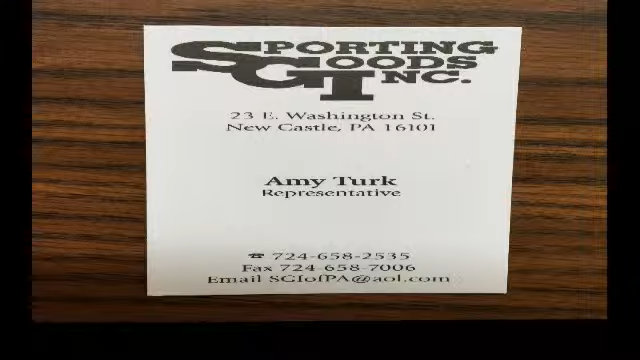 SPORTING
GOODS
INC.
23 E. Washington St.
New Castle, PA 16101
Amy Turk
Representative
☎ 724-658-2535
Fax 724-658-7006
Email SGIofPA@aol.com